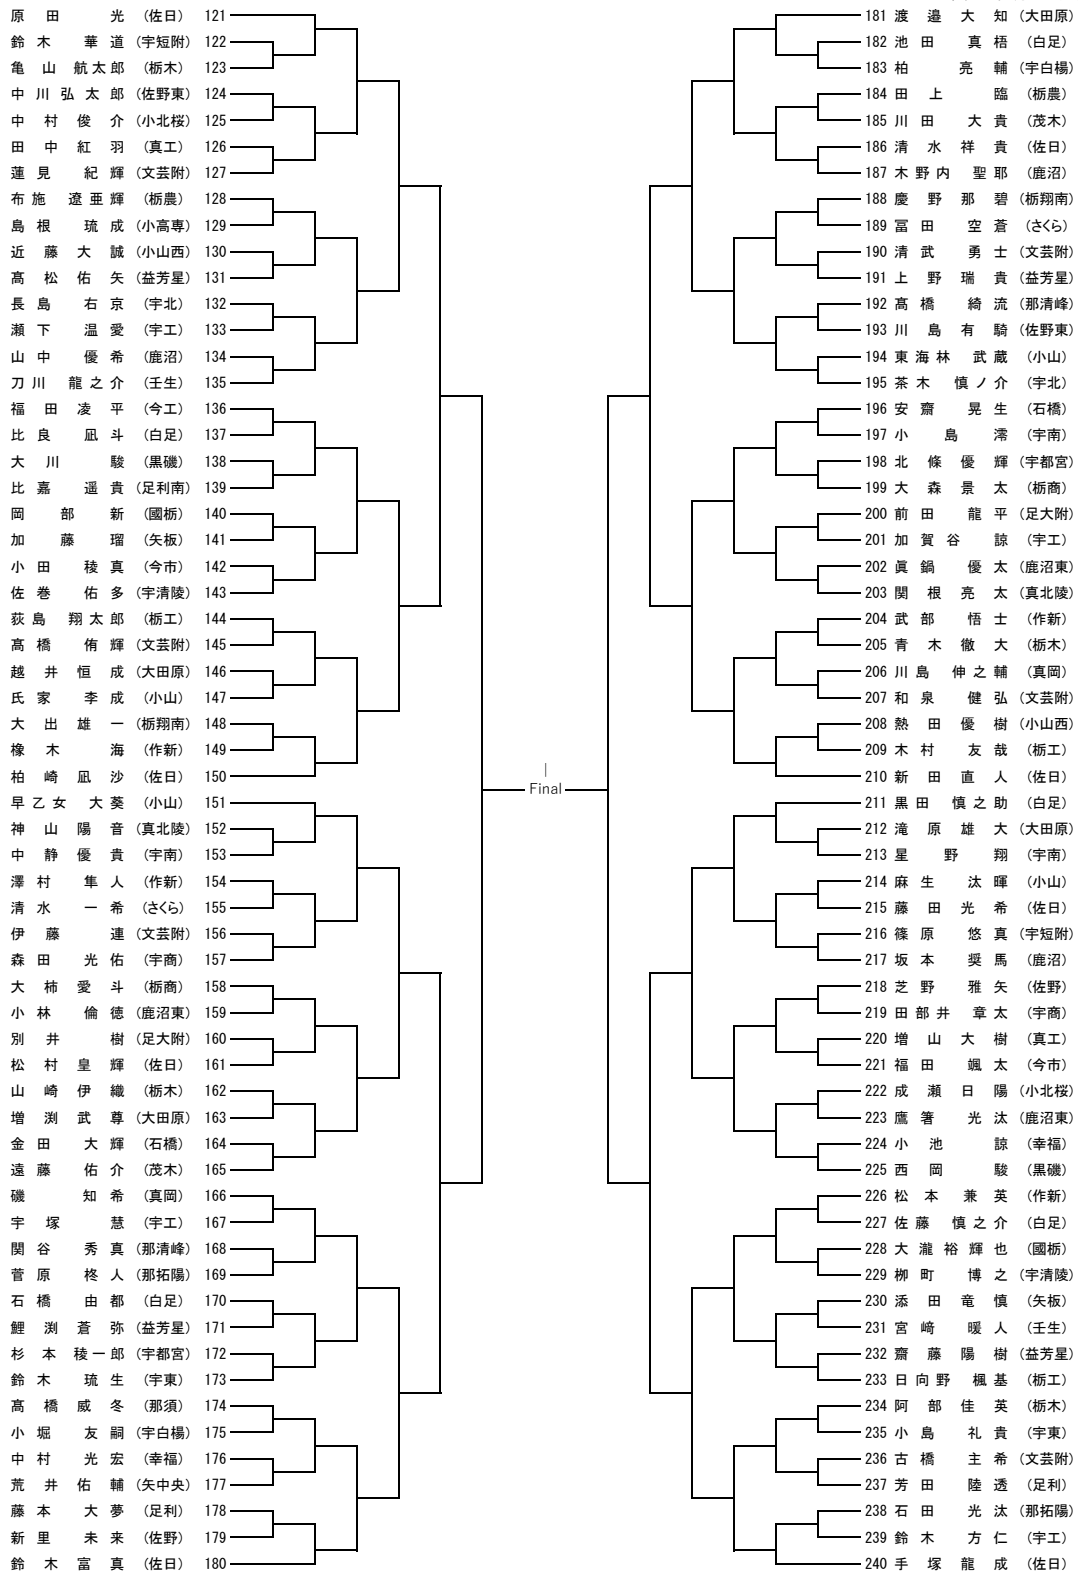 原田 光 (佐日) 121
鈴木 華道 (宇短附) 122
亀山 航太郎 (栃木) 123
中川 弘太郎 (佐野東) 124
中村 俊介 (小北桜) 125
田中 紅羽 (真工) 126
蓮見 紀輝 (文芸附) 127
布施 遼亜輝 (栃農) 128
島根 琉成 (小高専) 129
近藤 大誠 (小山西) 130
髙松 佑矢 (益芳星) 131
長島 右京 (宇北) 132
瀬下 温愛 (宇工) 133
山中 優希 (鹿沼) 134
刀川 龍之介 (壬生) 135
福田 凌平 (今工) 136
比良 凪斗 (白足) 137
大川 駿 (黒磯) 138
比嘉 遥貴 (足利南) 139
岡部 新 (國栃) 140
加藤 瑠 (矢板) 141
小田 稜真 (今市) 142
佐巻 佑多 (宇清陵) 143
荻島 翔太郎 (栃工) 144
髙橋 侑輝 (文芸附) 145
越井 恒成 (大田原) 146
氏家 李成 (小山) 147
大出 雄一 (栃翔南) 148
橡木 海 (作新) 149
柏崎 凪沙 (佐日) 150
早乙女 大葵 (小山) 151
神山 陽音 (真北陵) 152
中静 優貴 (宇南) 153
澤村 隼人 (作新) 154
清水 一希 (さくら) 155
伊藤 連 (文芸附) 156
森田 光佑 (宇商) 157
大柿 愛斗 (栃商) 158
小林 倫徳 (鹿沼東) 159
別井 樹 (足大附) 160
松村 皇輝 (佐日) 161
山崎 伊織 (栃木) 162
増渕 武尊 (大田原) 163
金田 大輝 (石橋) 164
遠藤 佑介 (茂木) 165
磯 知希 (真岡) 166
宇塚 慧 (宇工) 167
関谷 秀真 (那清峰) 168
菅原 柊人 (那拓陽) 169
石橋 由都 (白足) 170
鯉渕 蒼弥 (益芳星) 171
杉本 稜一郎 (宇都宮) 172
鈴木 琉生 (宇東) 173
髙橋 威冬 (那須) 174
小堀 友嗣 (宇白楊) 175
中村 光宏 (幸福) 176
荒井 佑輔 (矢中央) 177
藤本 大夢 (足利) 178
新里 未来 (佐野) 179
鈴木 富真 (佐日) 180
Final
181 渡邉 大知 (大田原)
182 池田 真梧 (白足)
183 柏 亮輔 (宇白楊)
184 田上 臨 (栃農)
185 川田 大貴 (茂木)
186 清水 祥貴 (佐日)
187 木野内 聖耶 (鹿沼)
188 慶野 那碧 (栃翔南)
189 冨田 空蒼 (さくら)
190 清武 勇士 (文芸附)
191 上野 瑞貴 (益芳星)
192 髙橋 綺流 (那清峰)
193 川島 有騎 (佐野東)
194 東海林 武蔵 (小山)
195 茶木 慎ノ介 (宇北)
196 安齋 晃生 (石橋)
197 小島 澪 (宇南)
198 北條 優輝 (宇都宮)
199 大森 景太 (栃商)
200 前田 龍平 (足大附)
201 加賀谷 諒 (宇工)
202 眞鍋 優太 (鹿沼東)
203 関根 亮太 (真北陵)
204 武部 悟士 (作新)
205 青木 徹大 (栃木)
206 川島 伸之輔 (真岡)
207 和泉 健弘 (文芸附)
208 熱田 優樹 (小山西)
209 木村 友哉 (栃工)
210 新田 直人 (佐日)
211 黒田 慎之助 (白足)
212 滝原 雄大 (大田原)
213 星野 翔 (宇南)
214 麻生 汰暉 (小山)
215 藤田 光希 (佐日)
216 篠原 悠真 (宇短附)
217 坂本 奨馬 (鹿沼)
218 芝野 雅矢 (佐野)
219 田部井 章太 (宇商)
220 増山 大樹 (真工)
221 福田 颯太 (今市)
222 成瀬 日陽 (小北桜)
223 鷹箸 光汰 (鹿沼東)
224 小池 諒 (幸福)
225 西岡 駿 (黒磯)
226 松本 兼英 (作新)
227 佐藤 慎之介 (白足)
228 大瀧 裕輝也 (國栃)
229 栁町 博之 (宇清陵)
230 添田 竜慎 (矢板)
231 宮﨑 暖人 (壬生)
232 齋藤 陽樹 (益芳星)
233 日向野 楓基 (栃工)
234 阿部 佳英 (栃木)
235 小島 礼貴 (宇東)
236 古橋 主希 (文芸附)
237 芳田 陸透 (足利)
238 石田 光汰 (那拓陽)
239 鈴木 方仁 (宇工)
240 手塚 龍成 (佐日)